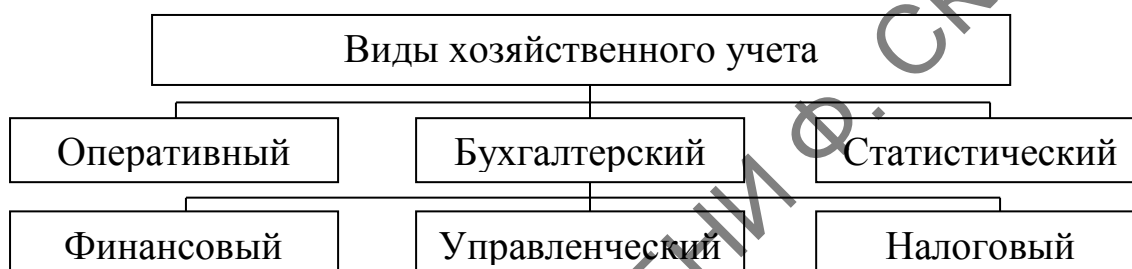 Виды хозяйственного учета
Оперативный Бухгалтерский Статистический
Финансовый Управленческий Налоговый